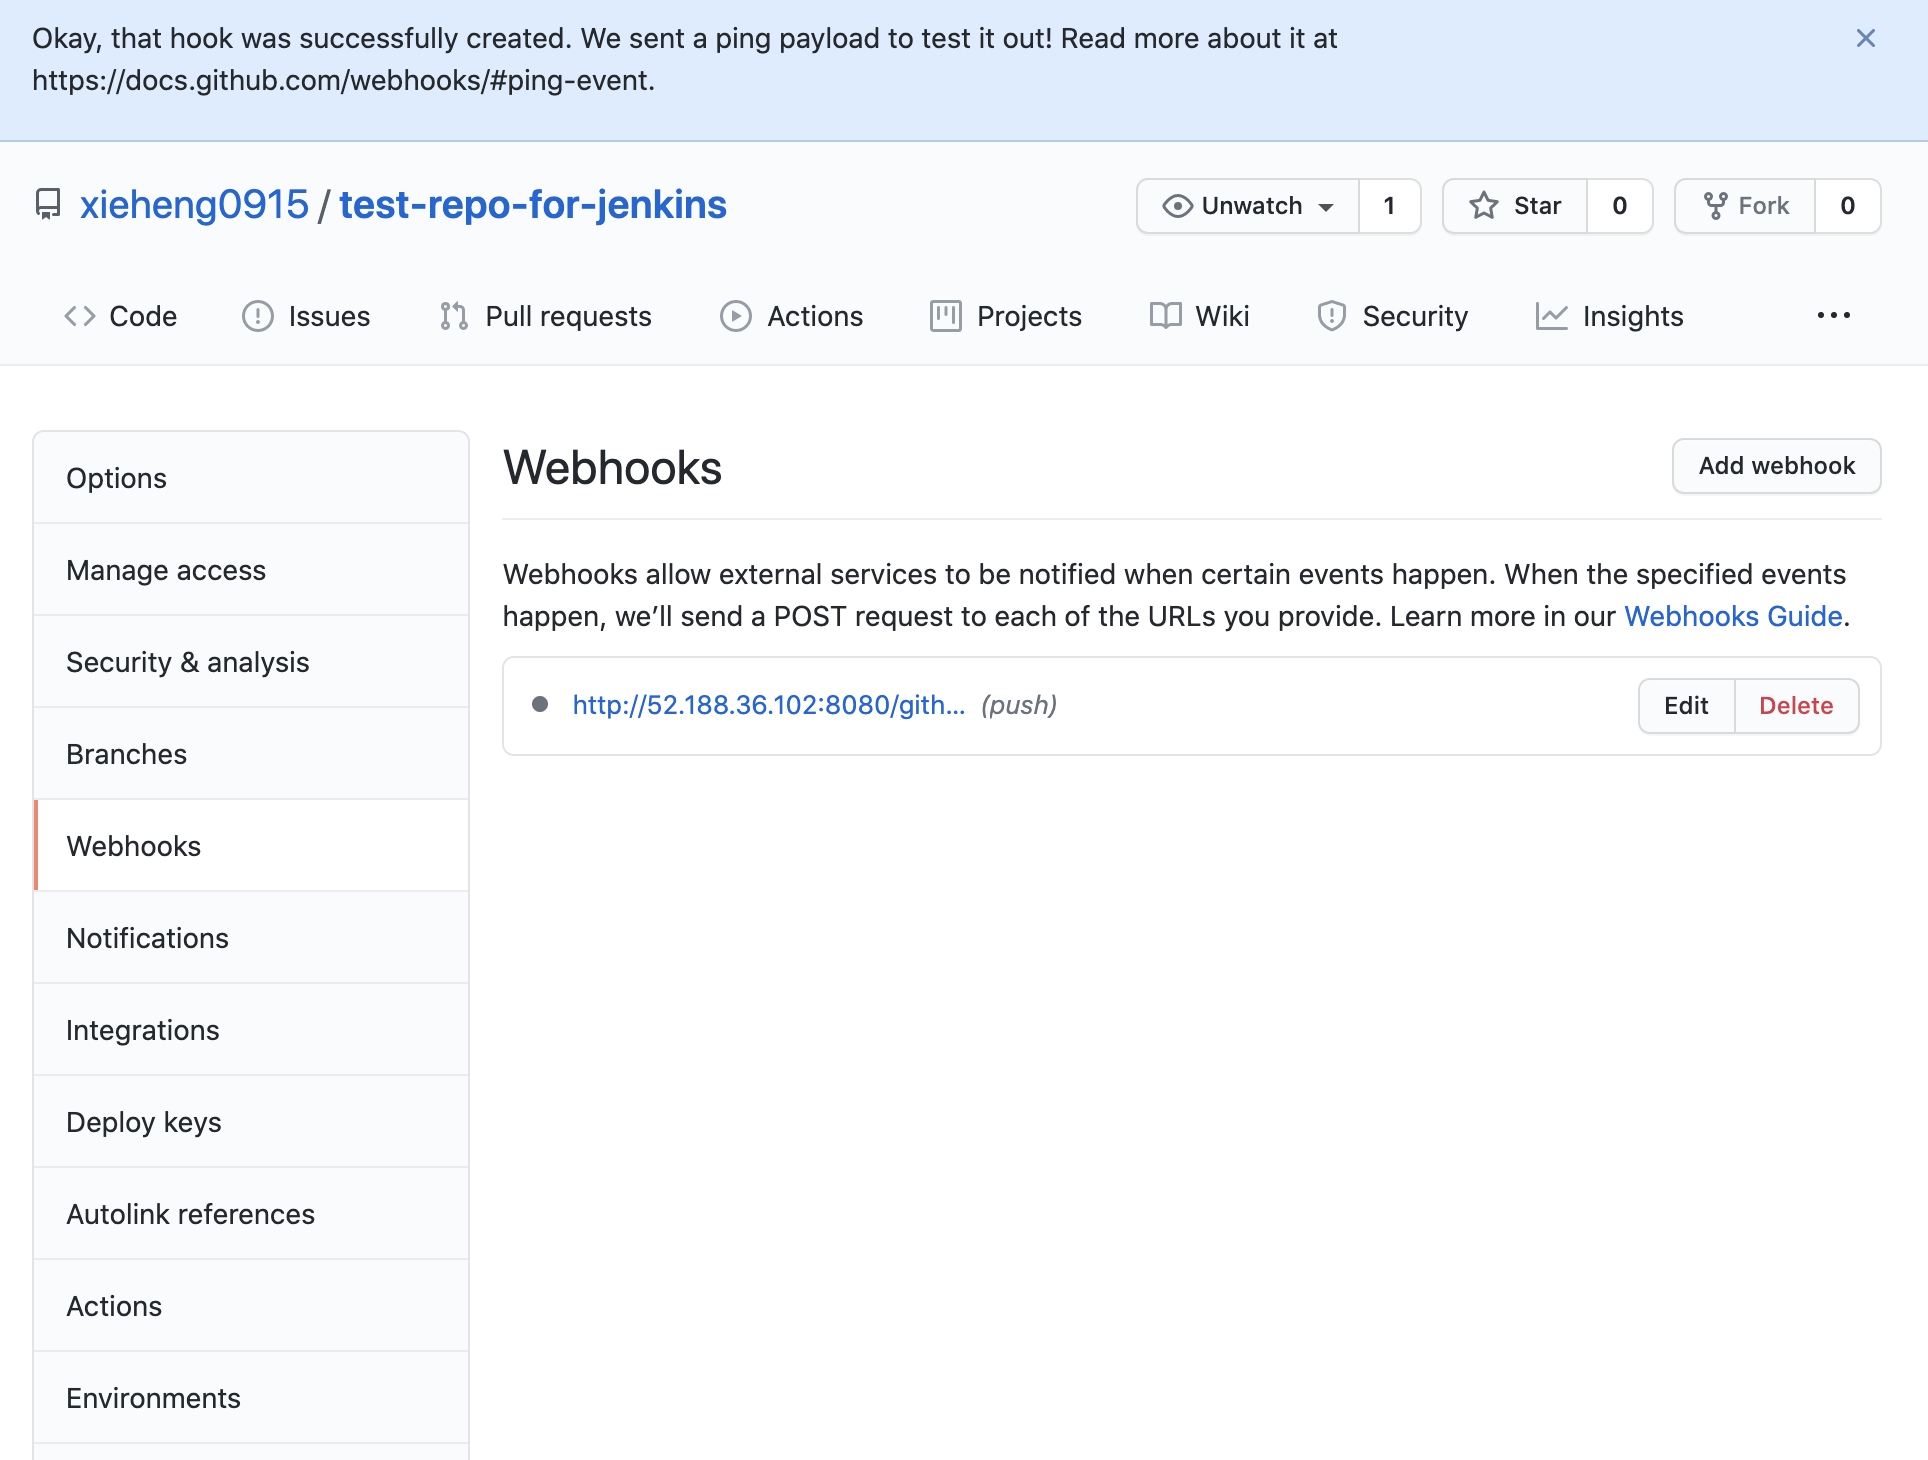 Okay, that hook was successfully created. We sent a ping payload to test it out! Read more about it at
https://docs.github.com/webhooks/#ping-event.
xieheng0915 / test-repo-for-jenkins
Unwatch 1 Star 0 Fork 0
Code Issues Pull requests Actions Projects Wiki Security Insights ...
Options
Manage access
Security & analysis
Branches
Webhooks
Notifications
Integrations
Deploy keys
Autolink references
Actions
Environments
Webhooks Add webhook
Webhooks allow external services to be notified when certain events happen. When the specified events
happen, we’ll send a POST request to each of the URLs you provide. Learn more in our Webhooks Guide.
http://52.188.36.102:8080/gith... (push) Edit Delete